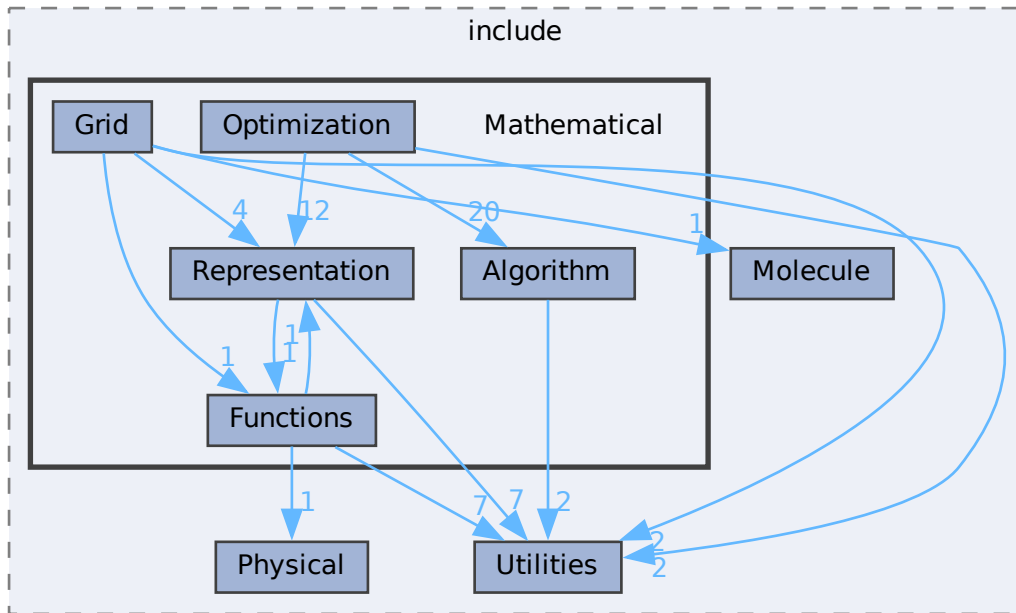 include
Grid
Optimization
Mathematical
4
12
20
1
Representation
Algorithm
Molecule
1
1
1
Functions
1
7
7
2
2
2
Physical
Utilities